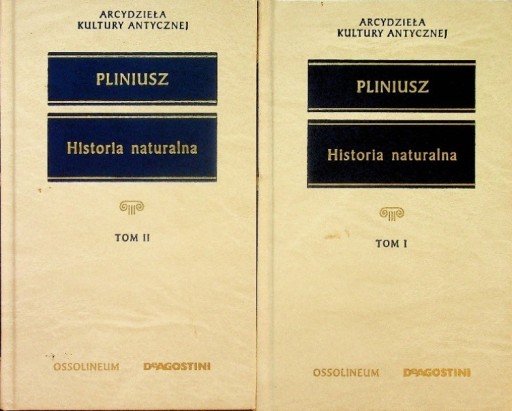 ARCYDZIEŁA
KULTURY ANTYCZNEJ
PLINIUSZ
Historia naturalna
TOM II
OSSOLINEUM DEAGOSTINI
ARCYDZIEŁA
KULTURY ANTYCZNEJ
PLINIUSZ
Historia naturalna
TOM I
OSSOLINEUM DEAGOSTINI